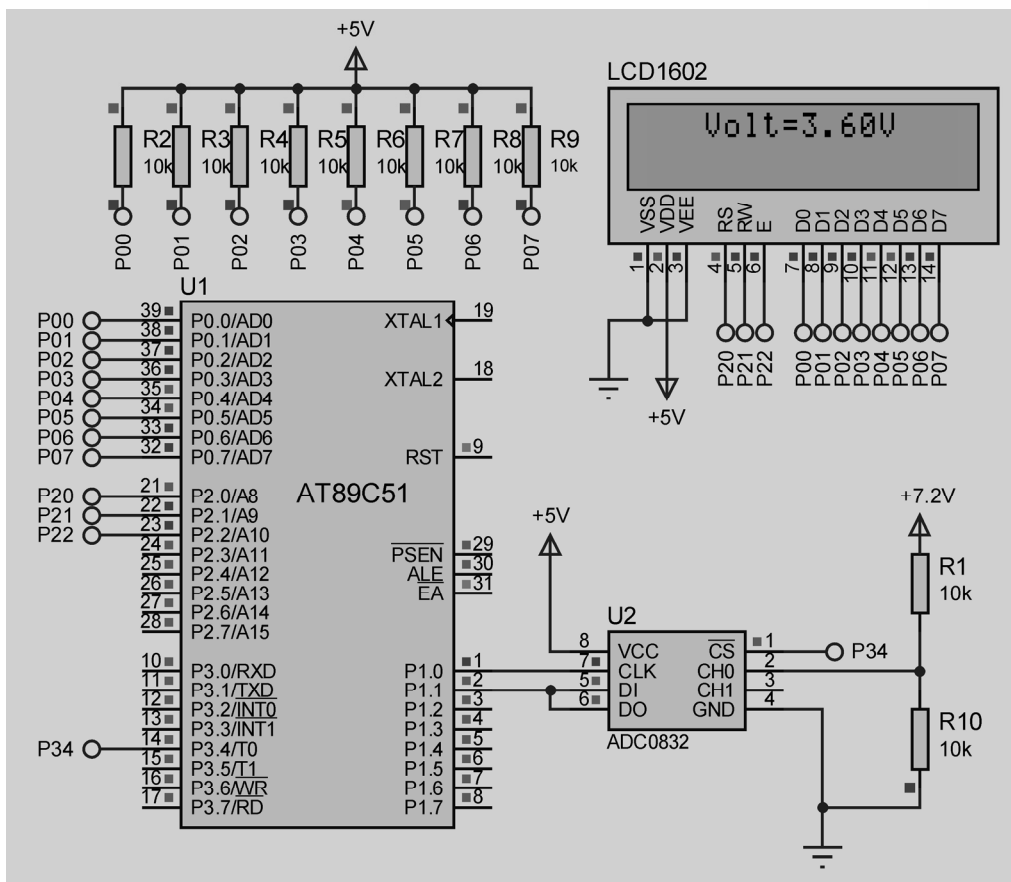 +5V
LCD1602
Volt=3.60V
R2 R3 R4 R5 R6 R7 R8 R9
10k 10k 10k 10k 10k 10k 10k 10k
VSS VDD VEE RS RW E D0 D1 D2 D3 D4 D5 D6 D7
1 2 3 4 5 6 7 8 9 10 11 12 13 14
P00 P01 P02 P03 P04 P05 P06 P07
P20 P21 P22 P00 P01 P02 P03 P04 P05 P06 P07
+5V
U1
AT89C51
P00 39 P0.0/AD0 XTAL1 19
P01 38 P0.1/AD1
P02 37 P0.2/AD2
P03 36 P0.3/AD3 XTAL2 18
P04 35 P0.4/AD4
P05 34 P0.5/AD5
P06 33 P0.6/AD6
P07 32 P0.7/AD7 RST 9
P20 21 P2.0/A8
P21 22 P2.1/A9
P22 23 P2.2/A10
24 P2.3/A11 PSEN 29
25 P2.4/A12 ALE 30
26 P2.5/A13 EA 31
27 P2.6/A14
28 P2.7/A15
10 P3.0/RXD P1.0 1
11 P3.1/TXD P1.1 2
12 P3.2/INT0 P1.2 3
13 P3.3/INT1 P1.3 4
P34 14 P3.4/T0 P1.4 5
15 P3.5/T1 P1.5 6
16 P3.6/WR P1.6 7
17 P3.7/RD P1.7 8
+5V
+7.2V
R1
10k
U2
8 VCC CS 1 P34
7 CLK CH0 2
5 DI CH1 3
6 DO GND 4
ADC0832
R10
10k